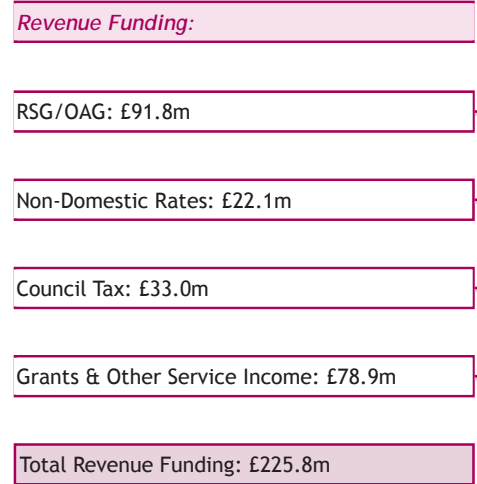 Revenue Funding:
RSG/OAG: £91.8m
Non-Domestic Rates: £22.1m
Council Tax: £33.0m
Grants & Other Service Income: £78.9m
Total Revenue Funding: £225.8m